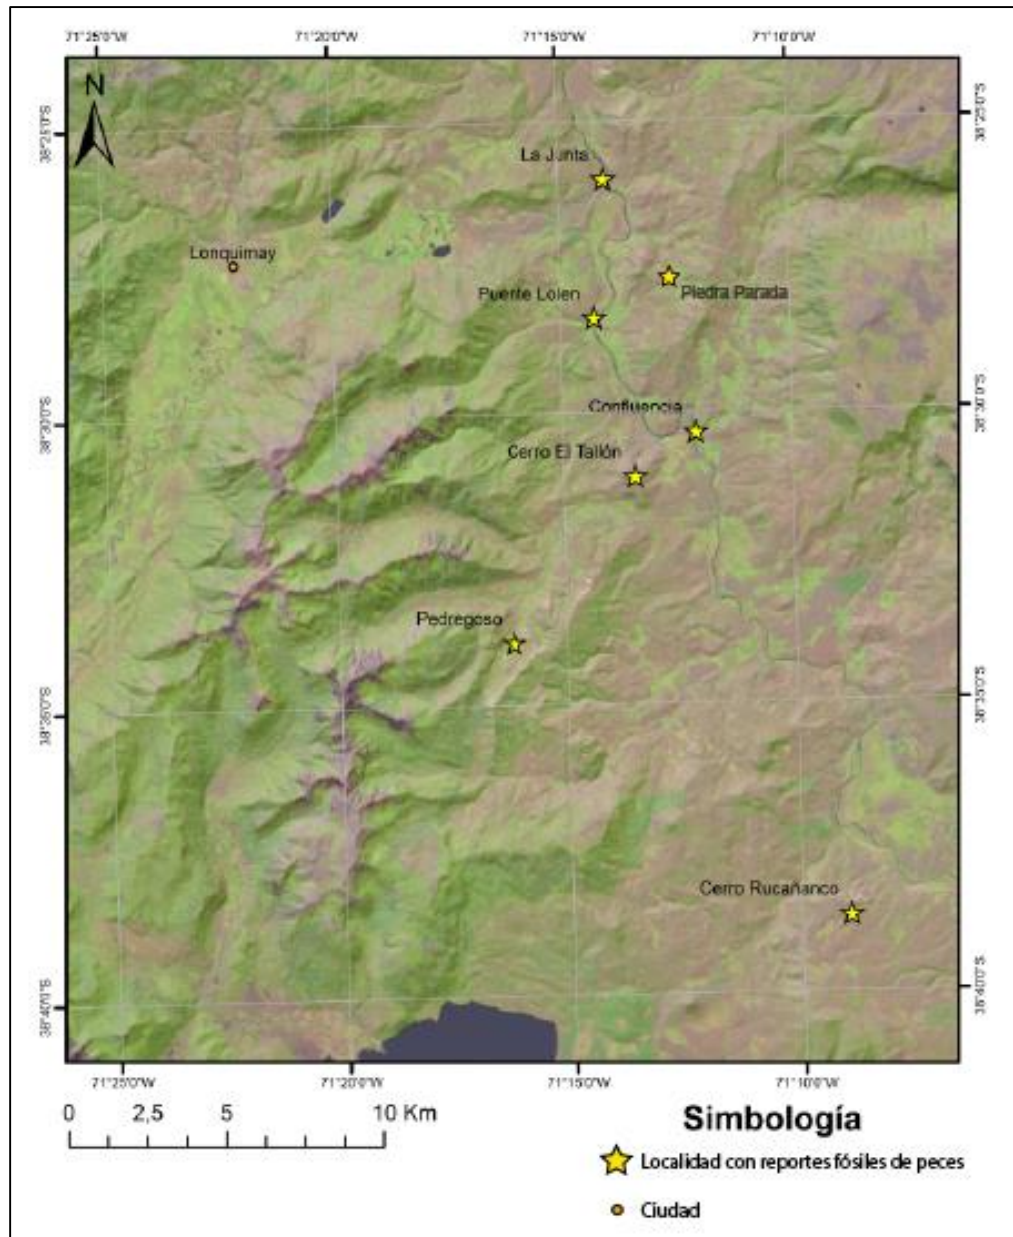 71°25'0"W 71°20'0"W 71°15'0"W 71°10'0"W
N
38°25'0"S 38°25'0"S
La Junta
Lonquimay
Piedra Parada
Puente Lolen
38°30'0"S 38°30'0"S
Confluencia
Cerro El Tallón
Pedregoso
38°35'0"S 38°35'0"S
Cerro Rucañanco
38°40'0"S 38°40'0"S
71°25'0"W 71°20'0"W 71°15'0"W 71°10'0"W
0 2,5 5 10 Km
Simbología
Localidad con reportes fósiles de peces
Ciudad